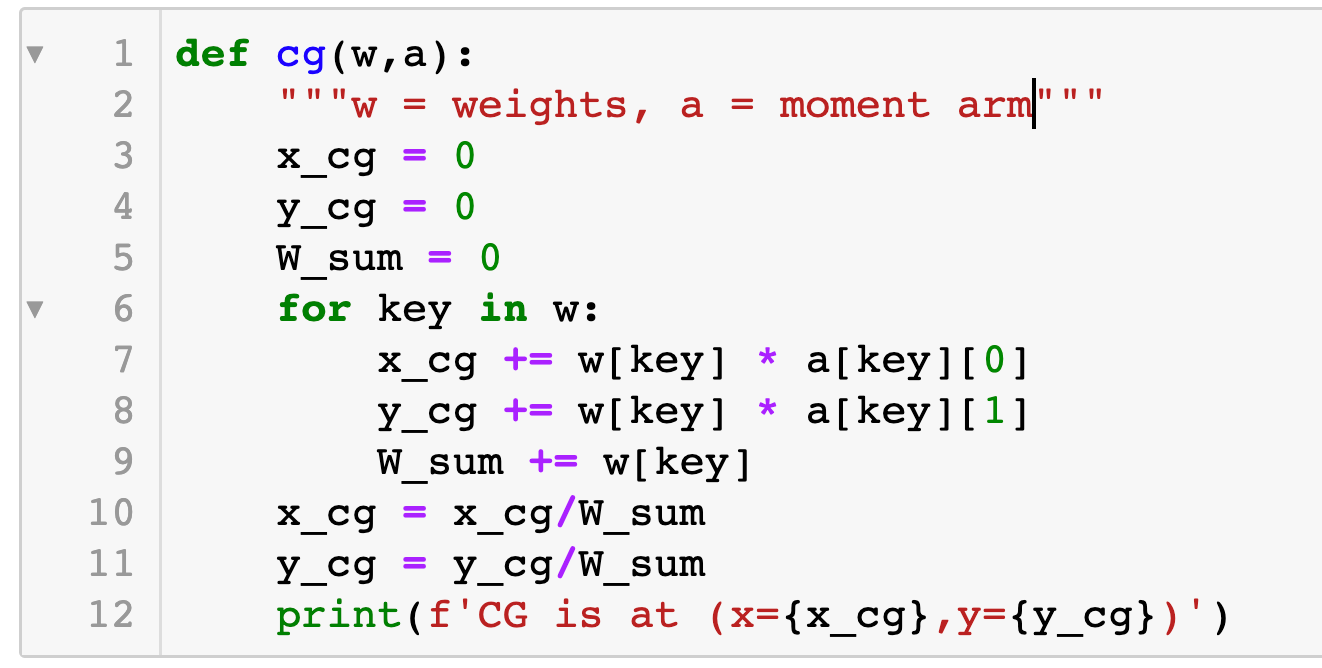 1 def cg(w,a):
2     """w = weights, a = moment arm"""
3     x_cg = 0
4     y_cg = 0
5     W_sum = 0
6     for key in w:
7         x_cg += w[key] * a[key][0]
8         y_cg += w[key] * a[key][1]
9         W_sum += w[key]
10     x_cg = x_cg/W_sum
11     y_cg = y_cg/W_sum
12     print(f'CG is at (x={x_cg},y={y_cg})')